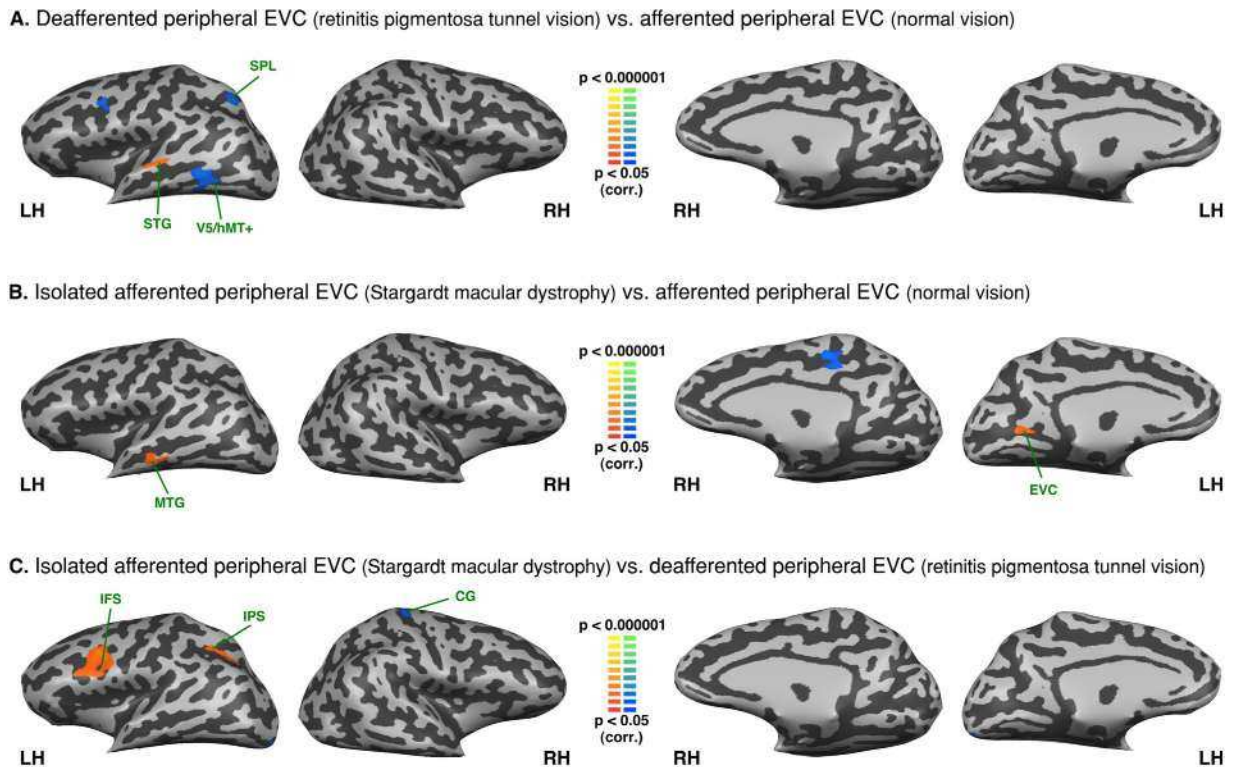 A. Deafferented peripheral EVC (retinitis pigmentosa tunnel vision) vs. afferented peripheral EVC (normal vision)
SPL
p < 0.000001
p < 0.05
(corr.)
LH
STG
V5/hMT+
RH
RH
LH
B. Isolated afferented peripheral EVC (Stargardt macular dystrophy) vs. afferented peripheral EVC (normal vision)
p < 0.000001
p < 0.05
(corr.)
LH
MTG
RH
RH
EVC
LH
C. Isolated afferented peripheral EVC (Stargardt macular dystrophy) vs. deafferented peripheral EVC (retinitis pigmentosa tunnel vision)
IFS
IPS
CG
p < 0.000001
p < 0.05
(corr.)
LH
RH
RH
LH